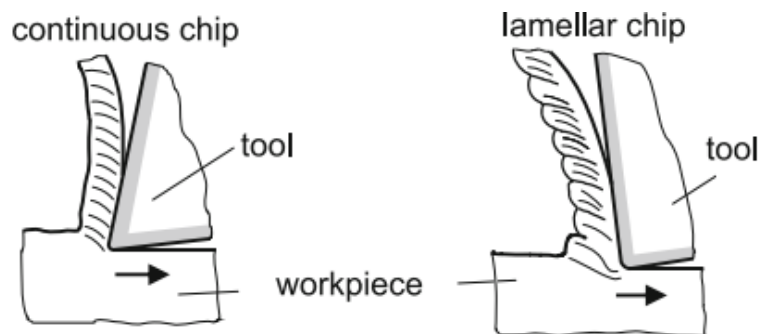 continuous chip
lamellar chip
tool
tool
workpiece